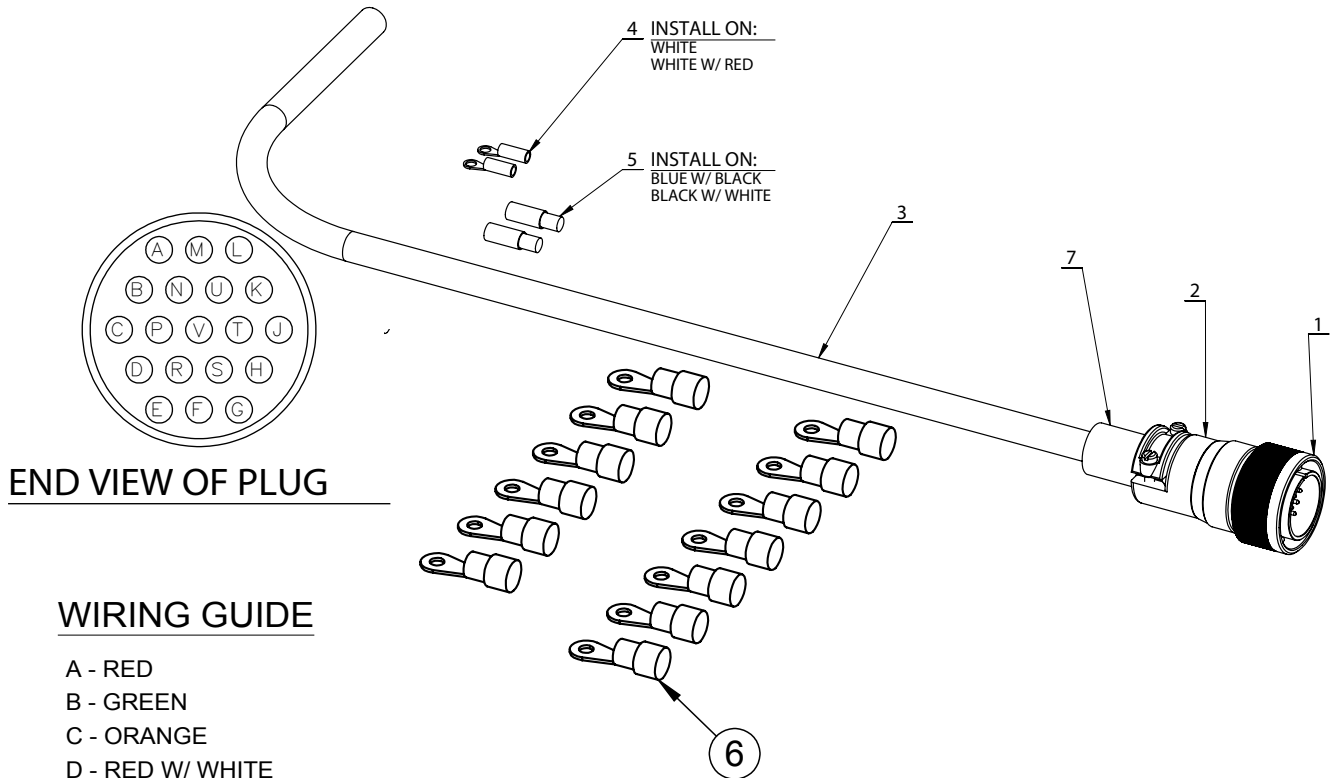 4 INSTALL ON:
WHITE
WHITE W/ RED
5 INSTALL ON:
BLUE W/ BLACK
BLACK W/ WHITE
3
7
2
1
A M L
B N U K
C P V T J
D R S H
E F G
END VIEW OF PLUG
WIRING GUIDE
A - RED
B - GREEN
C - ORANGE
D - RED W/ WHITE
6